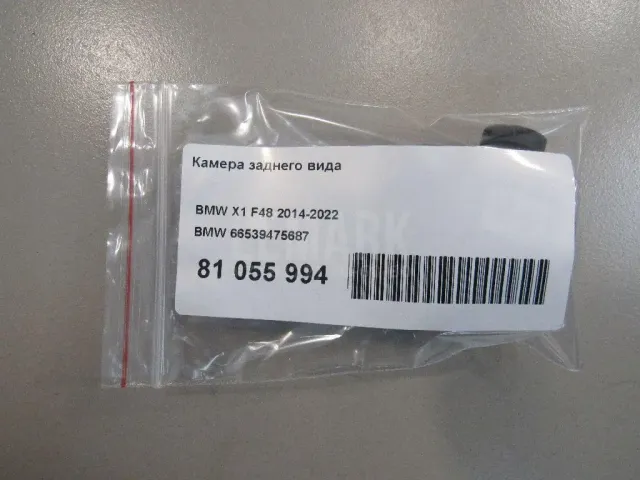 Камера заднего вида
BMW X1 F48 2014-2022
BMW 66539475687
81 055 994